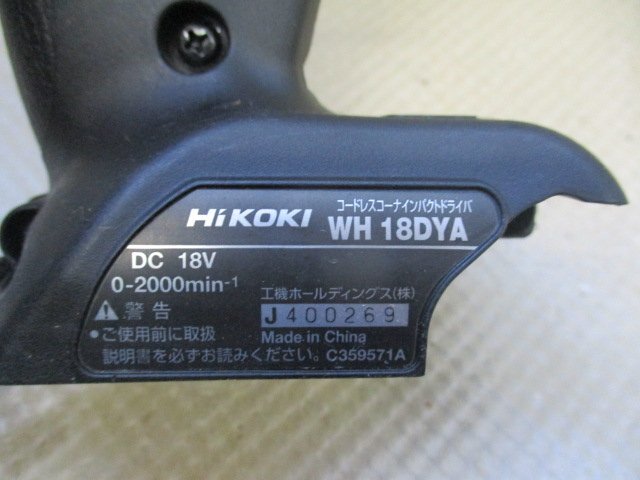 HiKOKI
コードレスコーナインパクトドライバ
WH 18DYA
DC 18V
0-2000min-¹
警告
•ご使用前に取扱
説明書を必ずお読みください。
工機ホールディングス(株)
J400269
Made in China
C359571A